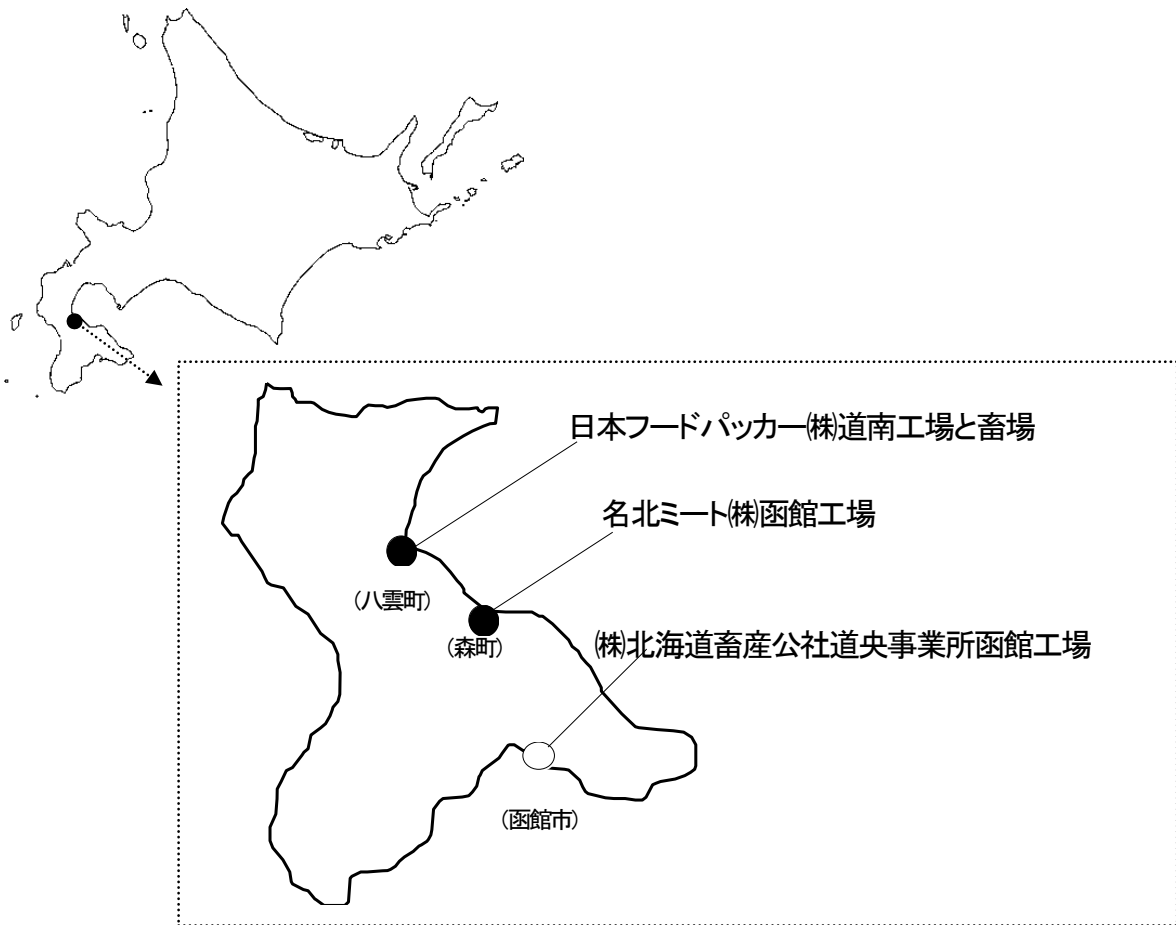 日本フードパッカー㈱道南工場と畜場
名北ミート㈱函館工場
(八雲町)
(森町)
㈱北海道畜産公社道央事業所函館工場
(函館市)